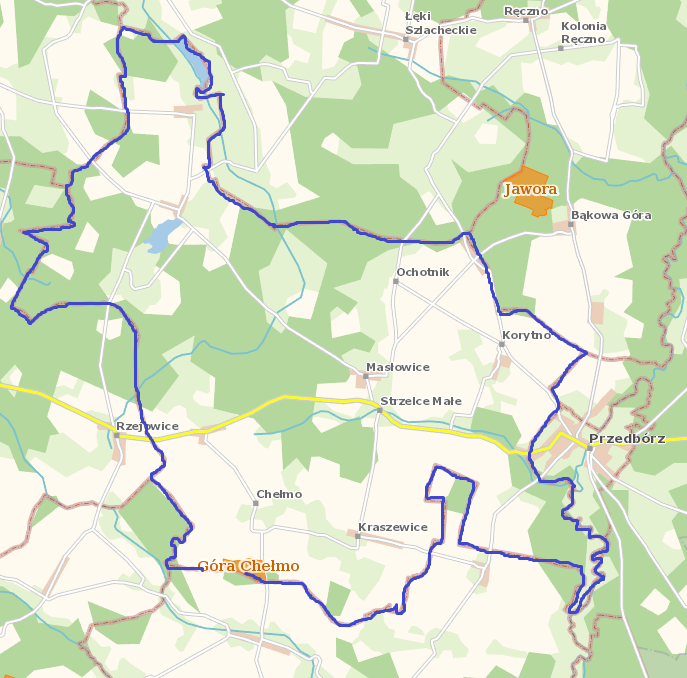 Łęki
Szlacheckie
Ręczno
Kolonia
Ręczno
Jawora
Bąkowa Góra
Ochotnik
Korytno
Masłowice
Strzelce Małe
Rzejowice
Przedbórz
Chełmo
Kraszewice
Góra Chełmo